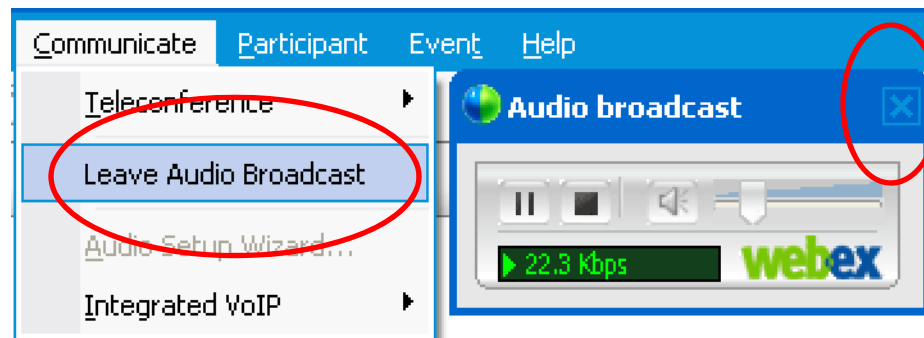 Communicate Participant Event Help
Teleconference
Leave Audio Broadcast
Audio Setup Wizard...
Integrated VoIP
Audio broadcast
22.3 Kbps
webex